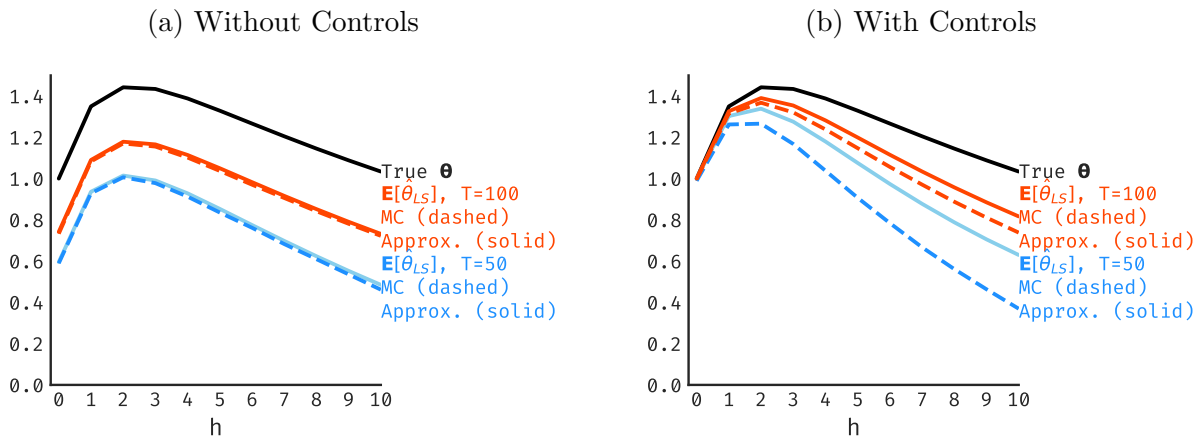 (a) Without Controls
1.4
1.2
1.0
0.8
0.6
0.4
0.2
0.0
0 1 2 3 4 5 6 7 8 9 10
h
True θ
E[θ̂_LS], T=100
MC (dashed)
Approx. (solid)
E[θ̂_LS], T=50
MC (dashed)
Approx. (solid)
(b) With Controls
1.4
1.2
1.0
0.8
0.6
0.4
0.2
0.0
0 1 2 3 4 5 6 7 8 9 10
h
True θ
E[θ̂_LS], T=100
MC (dashed)
Approx. (solid)
E[θ̂_LS], T=50
MC (dashed)
Approx. (solid)